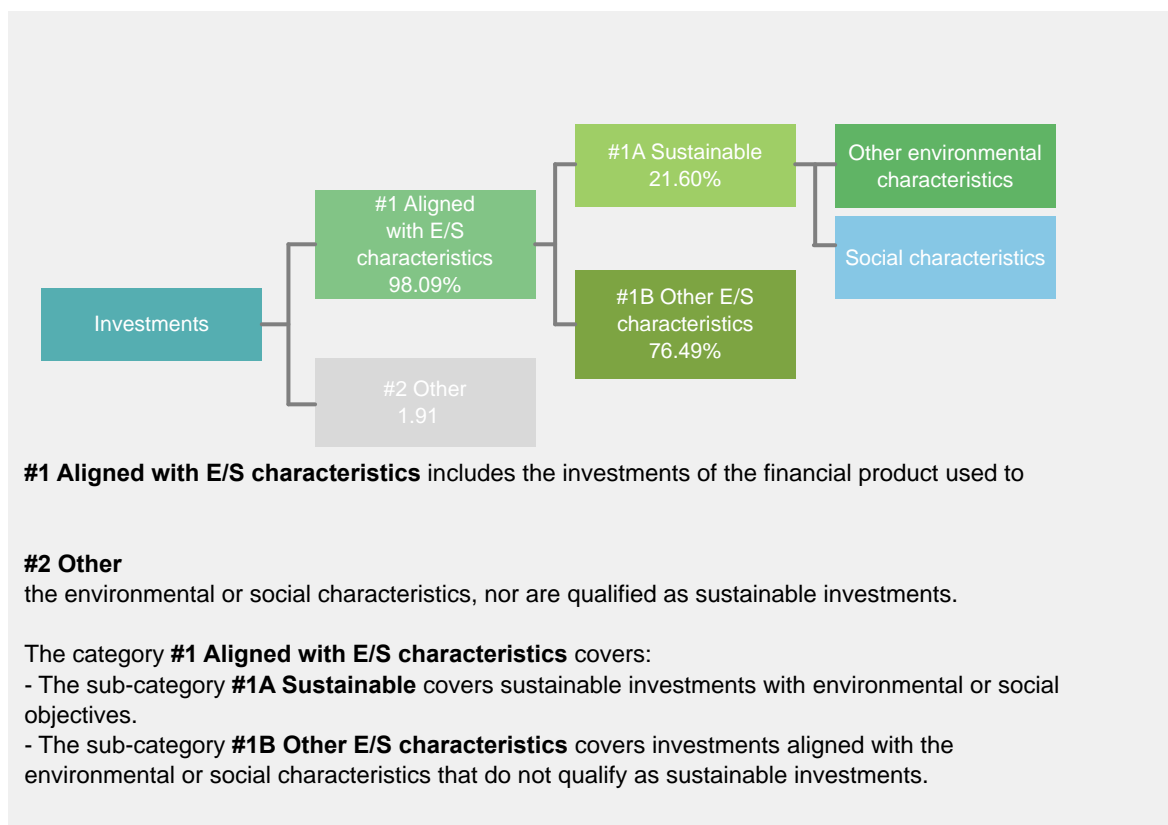 #1A Sustainable
21.60%
Other environmental
characteristics
#1 Aligned
with E/S
characteristics
98.09%
Social characteristics
#1B Other E/S
characteristics
76.49%
Investments
#2 Other
1.91
#1 Aligned with E/S characteristics includes the investments of the financial product used to
#2 Other
the environmental or social characteristics, nor are qualified as sustainable investments.
The category #1 Aligned with E/S characteristics covers:
- The sub-category #1A Sustainable covers sustainable investments with environmental or social
objectives.
- The sub-category #1B Other E/S characteristics covers investments aligned with the
environmental or social characteristics that do not qualify as sustainable investments.